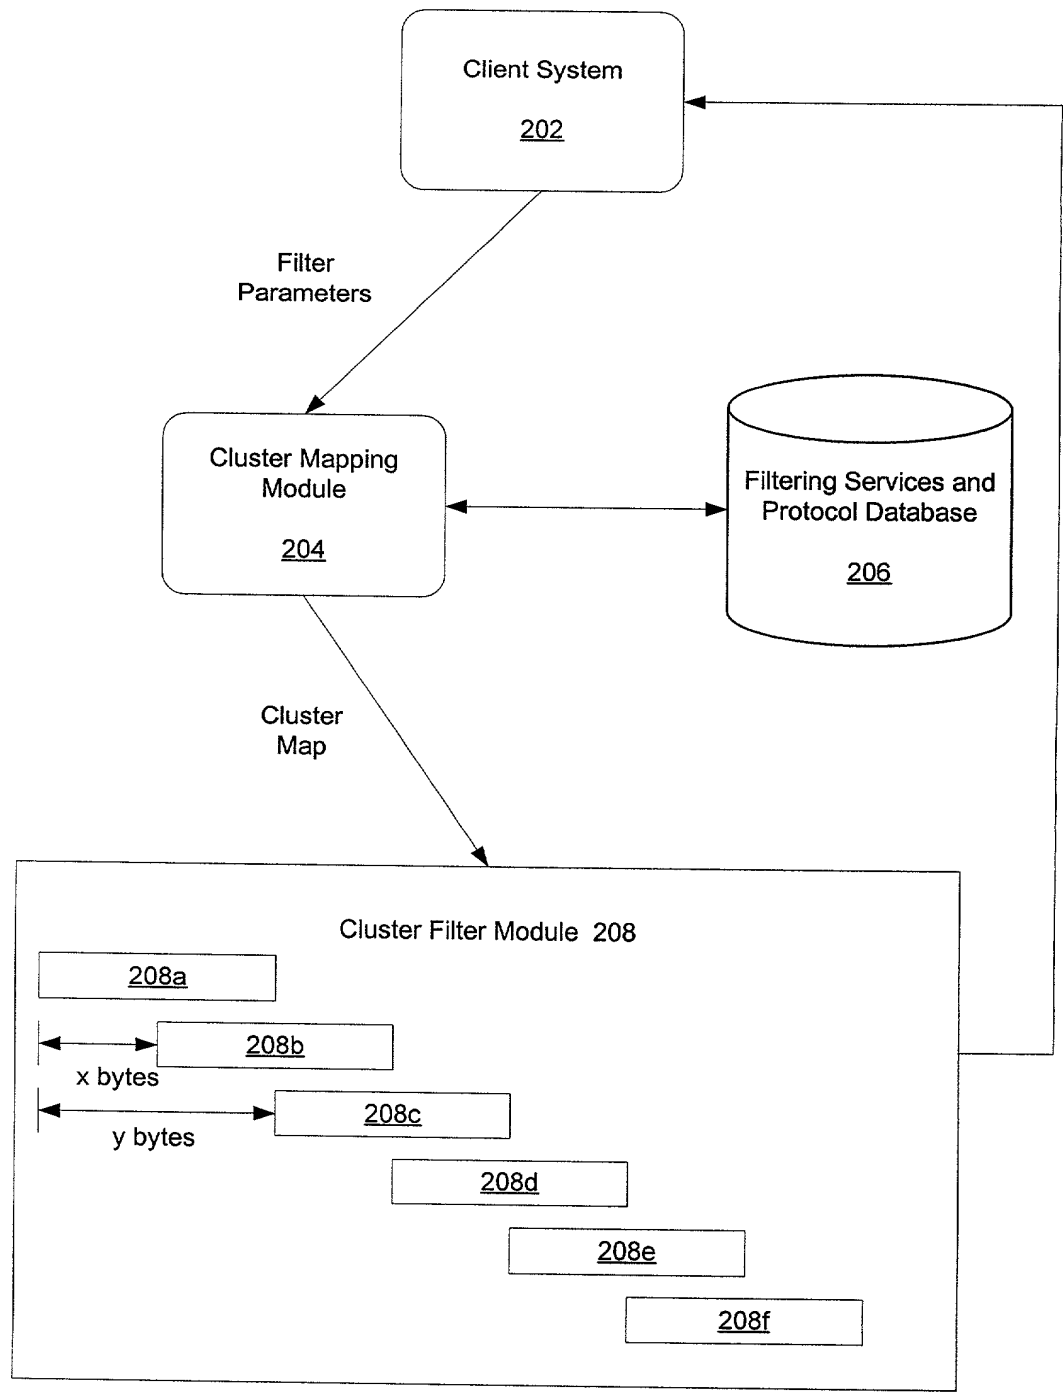 Client System
202
Filter
Parameters
Cluster Mapping
Module
204
Filtering Services and
Protocol Database
206
Cluster
Map
Cluster Filter Module 208
208a
208b
x bytes
208c
y bytes
208d
208e
208f